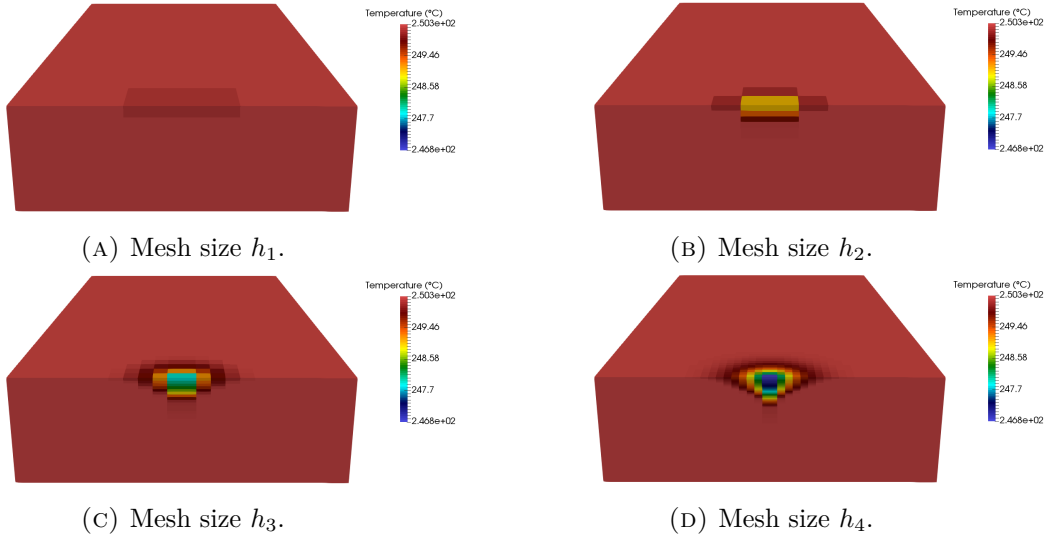 Temperature (°C)
2.503e+02
249.46
248.58
247.7
2.468e+02
(A) Mesh size h₁.
Temperature (°C)
2.503e+02
249.46
248.58
247.7
2.468e+02
(B) Mesh size h₂.
Temperature (°C)
2.503e+02
249.46
248.58
247.7
2.468e+02
(C) Mesh size h₃.
Temperature (°C)
2.503e+02
249.46
248.58
247.7
2.468e+02
(D) Mesh size h₄.